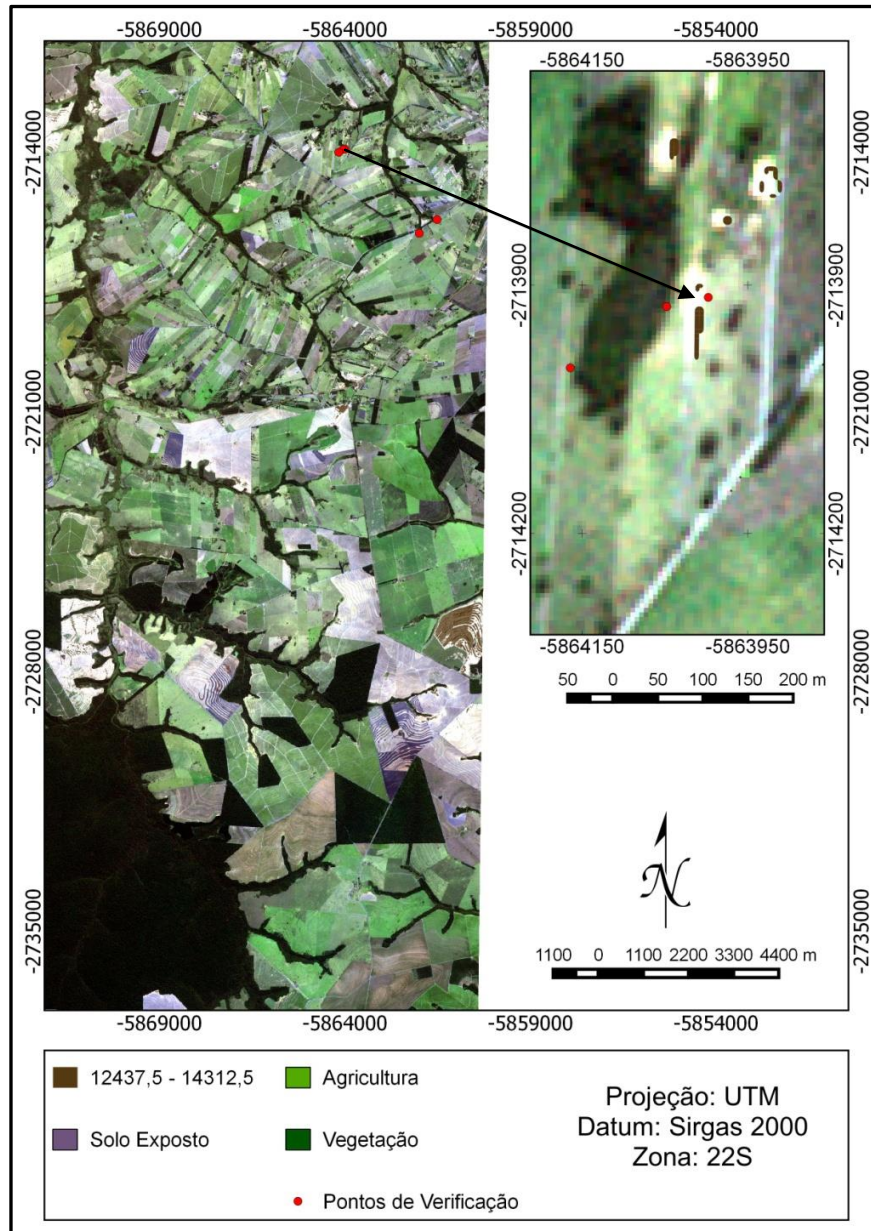 -5869000 -5864000 -5859000 -5854000
-5864150 -5863950
-2714000
-2714000
-2713900
-2713900
-2721000
-2721000
-2714200
-2714200
-5864150 -5863950
-2728000
-2728000
50 0 50 100 150 200 m
N
-2735000
-2735000
1100 0 1100 2200 3300 4400 m
-5869000 -5864000 -5859000 -5854000
12437,5 - 14312,5
Agricultura
Solo Exposto
Vegetação
Pontos de Verificação
Projeção: UTM
Datum: Sirgas 2000
Zona: 22S